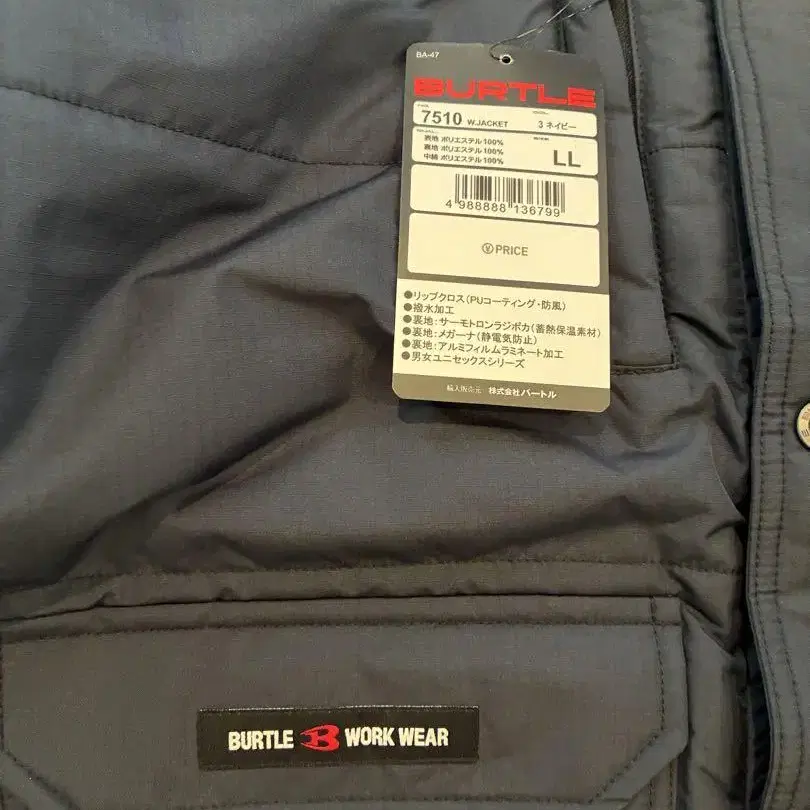 BA-47
BURTLE
7510 W.JACKET 3 ネイビー
表地 ポリエステル100%
裏地 ポリエステル100%
中綿 ポリエステル100%
LL
4 988888 136799
PRICE
●リップクロス(PUコーティング・防風)
●撥水加工
●裏地:サーモトロンラジポカ(蓄熱保温素材)
●裏地:メガーナ(静電気防止)
●裏地:アルミフィルムラミネート加工
●男女ユニセックスシリーズ
輸入販売元 株式会社バートル
BURTLE WORK WEAR